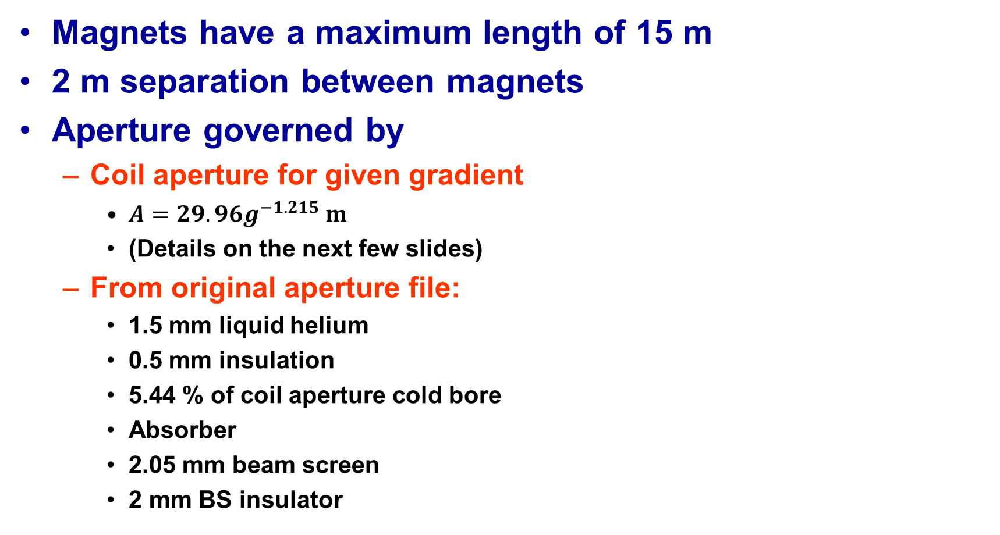 • Magnets have a maximum length of 15 m
• 2 m separation between magnets
• Aperture governed by
– Coil aperture for given gradient
• A = 29.96g^{−1.215} m
• (Details on the next few slides)
– From original aperture file:
• 1.5 mm liquid helium
• 0.5 mm insulation
• 5.44 % of coil aperture cold bore
• Absorber
• 2.05 mm beam screen
• 2 mm BS insulator